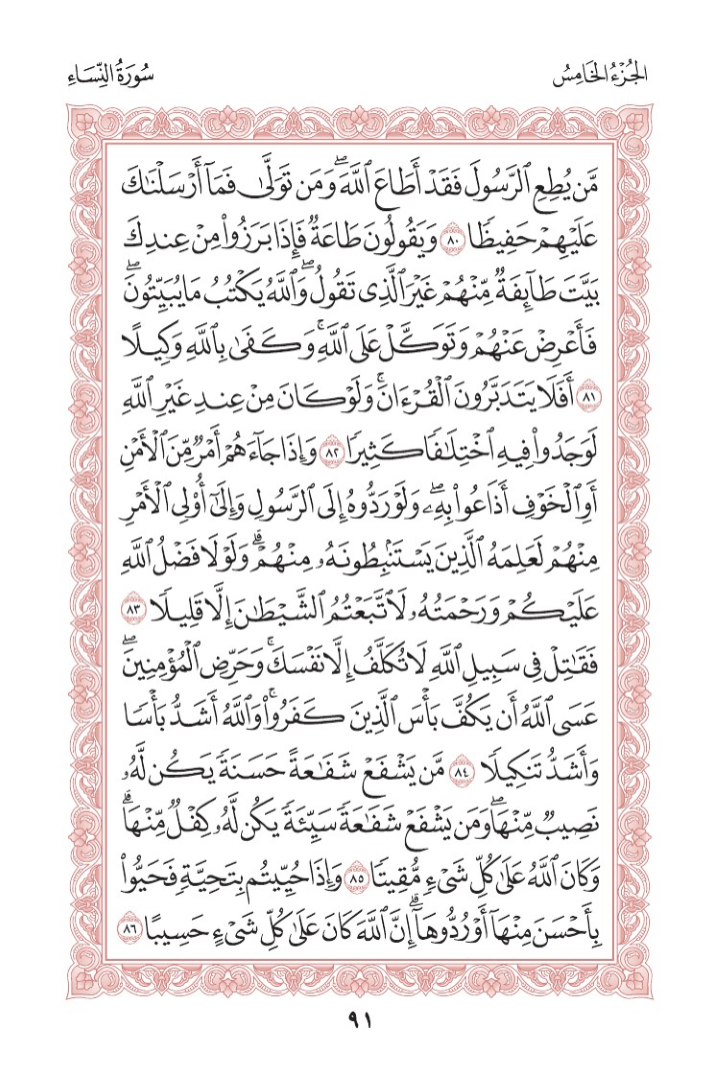 الجُزْءُ الخَامِسُ
سُورَةُ النِّسَاءِ
مَّن يُطِعِ ٱلرَّسُولَ فَقَدْ أَطَاعَ ٱللَّهَۖ وَمَن تَوَلَّىٰ فَمَآ أَرْسَلْنَٰكَ
عَلَيْهِمْ حَفِيظٗا ٨٠ وَيَقُولُونَ طَاعَةٞ فَإِذَا بَرَزُواْ مِنْ عِندِكَ
بَيَّتَ طَآئِفَةٞ مِّنْهُمْ غَيْرَ ٱلَّذِى تَقُولُۖ وَٱللَّهُ يَكْتُبُ مَا يُبَيِّتُونَۖ
فَأَعْرِضْ عَنْهُمْ وَتَوَكَّلْ عَلَى ٱللَّهِۚ وَكَفَىٰ بِٱللَّهِ وَكِيلًا
٨١ أَفَلَا يَتَدَبَّرُونَ ٱلْقُرْءَانَۚ وَلَوْ كَانَ مِنْ عِندِ غَيْرِ ٱللَّهِ
لَوَجَدُواْ فِيهِ ٱخْتِلَٰفٗا كَثِيرٗا ٨٢ وَإِذَا جَآءَهُمْ أَمْرٞ مِّنَ ٱلْأَمْنِ
أَوِ ٱلْخَوْفِ أَذَاعُواْ بِهِۦۖ وَلَوْ رَدُّوهُ إِلَى ٱلرَّسُولِ وَإِلَىٰٓ أُوْلِى ٱلْأَمْرِ
مِنْهُمْ لَعَلِمَهُ ٱلَّذِينَ يَسْتَنۢبِطُونَهُۥ مِنْهُمْۗ وَلَوْلَا فَضْلُ ٱللَّهِ
عَلَيْكُمْ وَرَحْمَتُهُۥ لَٱتَّبَعْتُمُ ٱلشَّيْطَٰنَ إِلَّا قَلِيلٗا ٨٣
فَقَٰتِلْ فِى سَبِيلِ ٱللَّهِ لَا تُكَلَّفُ إِلَّا نَفْسَكَۚ وَحَرِّضِ ٱلْمُؤْمِنِينَۖ
عَسَى ٱللَّهُ أَن يَكُفَّ بَأْسَ ٱلَّذِينَ كَفَرُواْۚ وَٱللَّهُ أَشَدُّ بَأْسٗا
وَأَشَدُّ تَنكِيلٗا ٨٤ مَّن يَشْفَعْ شَفَٰعَةً حَسَنَةٗ يَكُن لَّهُۥ
نَصِيبٞ مِّنْهَاۖ وَمَن يَشْفَعْ شَفَٰعَةٗ سَيِّئَةٗ يَكُن لَّهُۥ كِفْلٞ مِّنْهَاۗ
وَكَانَ ٱللَّهُ عَلَىٰ كُلِّ شَىْءٖ مُّقِيتٗا ٨٥ وَإِذَا حُيِّيتُم بِتَحِيَّةٖ فَحَيُّواْ
بِأَحْسَنَ مِنْهَآ أَوْ رُدُّوهَآۗ إِنَّ ٱللَّهَ كَانَ عَلَىٰ كُلِّ شَىْءٍ حَسِيبًا ٨٦
٩١